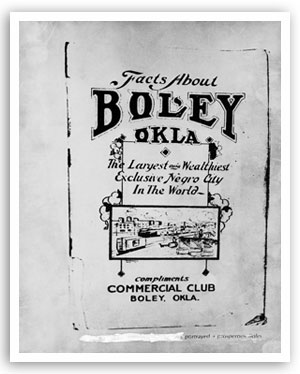 Facts About
BOLEY
OKLA.
The Largest and Wealthiest
Exclusive Negro City
In The World
Compliments
COMMERCIAL CLUB
BOLEY, OKLA.